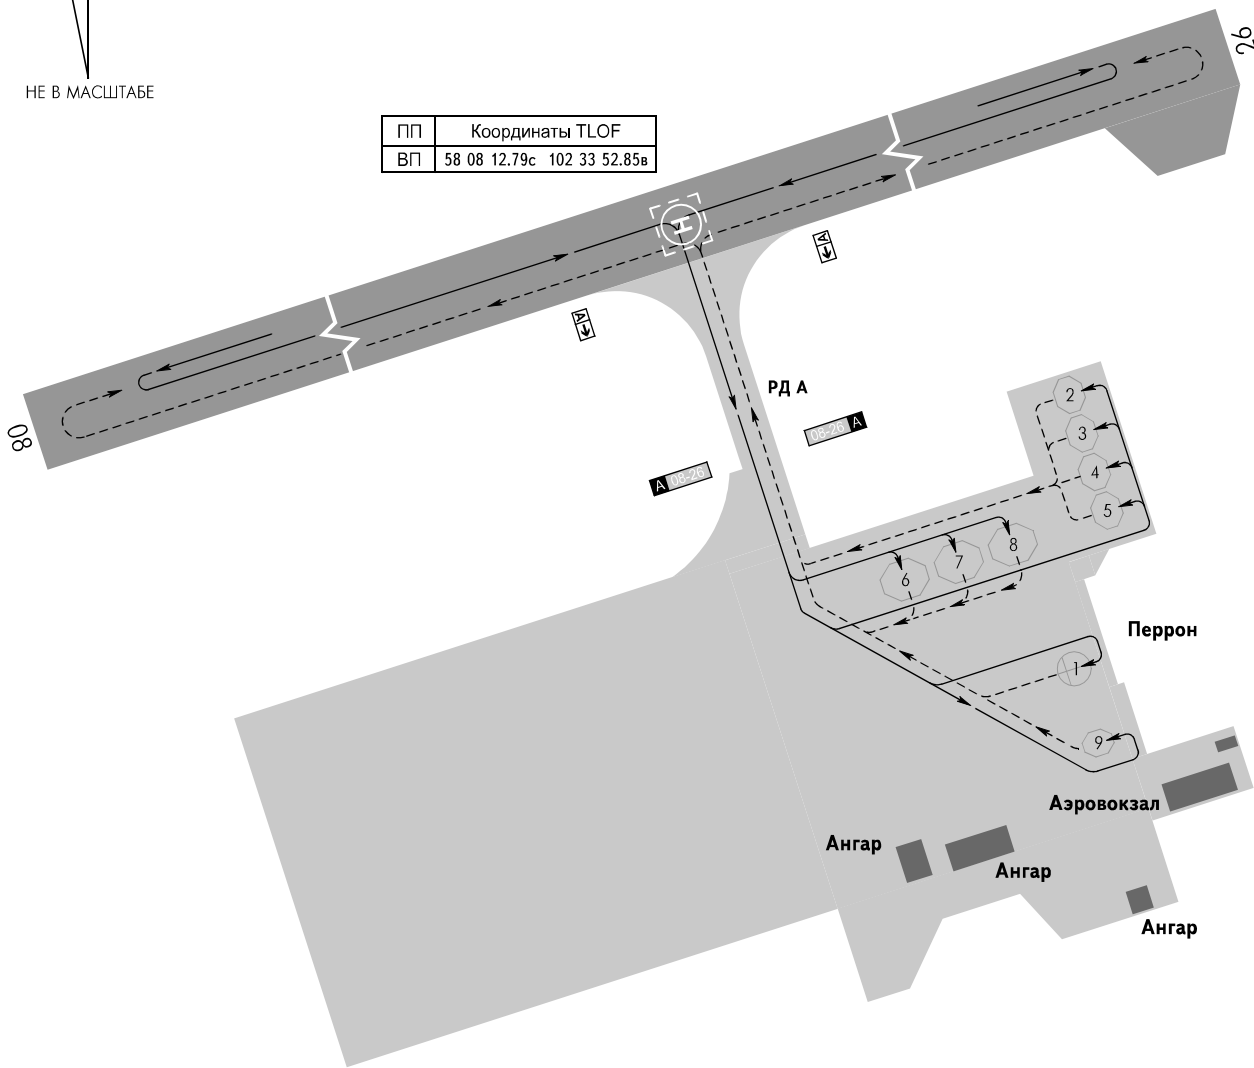 НЕ В МАСШТАБЕ
26
ПП Координаты TLOF
ВП 58 08 12.79с 102 33 52.85в
H
A
A
08
РД А
08-26 A
A 08-26
2
3
4
5
8
7
6
Перрон
1
9
Аэровокзал
Ангар
Ангар
Ангар